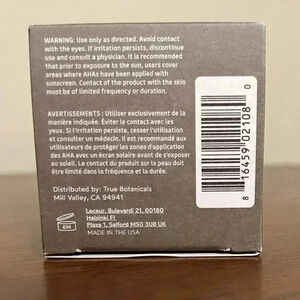 WARNING: Use only as directed. Avoid contact
with the eyes. If irritation persists, discontinue
use and consult a physician. It is recommended
that prior to exposure to the sun, users cover
areas where AHAs have been applied with
sunscreen. Contact of the product with the skin
must be of limited frequency or duration.
AVERTISSEMENTS : Utiliser exclusivement de la
manière indiquée. Éviter le contact avec les
yeux. Si l'irritation persiste, cesser l'utilisation
et consulter un médecin. Il est recommandé
aux utilisateurs de protéger les zones d'application
des AHA avec un écran solaire avant de s'exposer
au soleil. Le contact du produit sur la peau doit
être limité dans la fréquence et la durée.
Distributed by: True Botanicals
Mill Valley, CA 94941
6M
Leceur, Bulevardi 21, 00180
Helsinki FI
Plaza 1, Salford M50 3UB UK
MADE IN THE USA
8 16459 02108 0